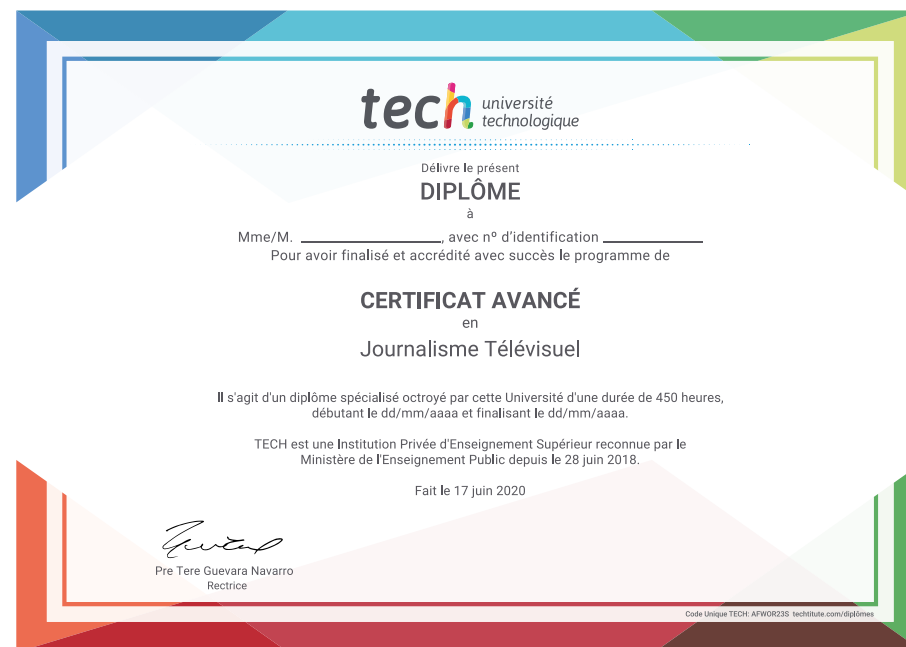 tech université
technologique
Délivre le présent
DIPLÔME
à
Mme/M. ____________________, avec nº d'identification ______________
Pour avoir finalisé et accrédité avec succès le programme de
CERTIFICAT AVANCÉ
en
Journalisme Télévisuel
Il s'agit d'un diplôme spécialisé octroyé par cette Université d'une durée de 450 heures,
débutant le dd/mm/aaaa et finalisant le dd/mm/aaaa.
TECH est une Institution Privée d'Enseignement Supérieur reconnue par le
Ministère de l'Enseignement Public depuis le 28 juin 2018.
Fait le 17 juin 2020
Pre Tere Guevara Navarro
Rectrice
Code Unique TECH: AFWOR23S techtitute.com/diplômes